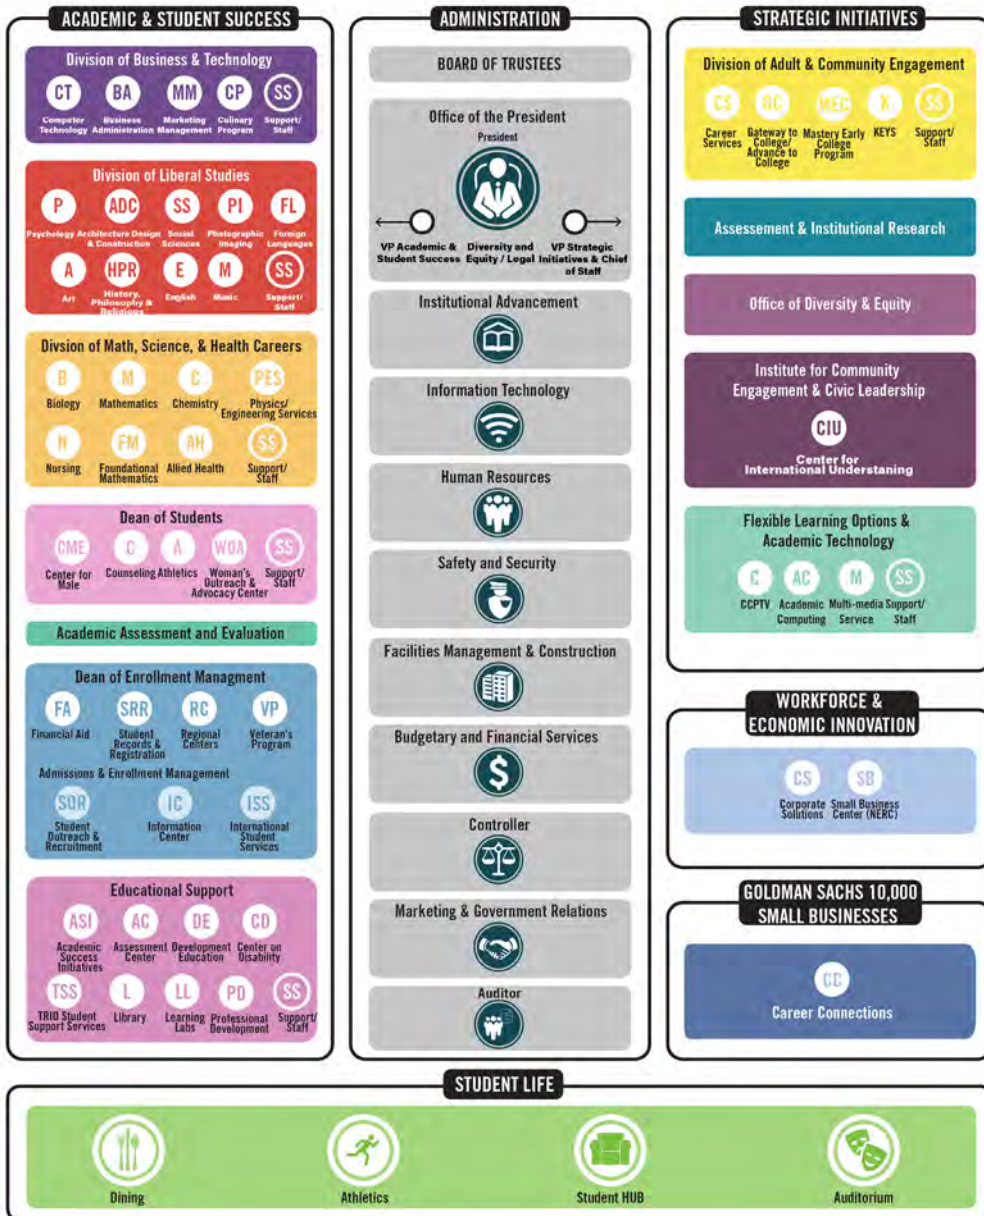 ACADEMIC & STUDENT SUCCESS
Division of Business & Technology
CT
BA
MM
CP
SS
Computer
Technology
Business
Administration
Marketing
Management
Culinary
Program
Support/
Staff
Division of Liberal Studies
P
ADC
SS
PI
FL
Psychology
Architecture Design
& Construction
Social
Sciences
Photographic
Imaging
Foreign
Languages
A
HPR
E
M
SS
Art
History,
Philosophy &
Religious
English
Music
Support/
Staff
Divsion of Math, Science, & Health Careers
B
M
C
PES
Biology
Mathematics
Chemistry
Physics/
Engineering Services
N
FM
AH
SS
Nursing
Foundational
Mathematics
Allied Health
Support/
Staff
Dean of Students
CME
C
A
WOA
SS
Center for
Male
Counseling
Athletics
Woman's
Outreach &
Advocacy Center
Support/
Staff
Academic Assessment and Evaluation
Dean of Enrollment Managment
FA
SRR
RC
VP
Financial Aid
Student
Records &
Registration
Regional
Centers
Veteran's
Program
Admissions & Enrollment Management
SOR
IC
ISS
Student
Outreach &
Recruitment
Information
Center
International
Student
Services
Educational Support
ASI
AC
DE
CD
Academic
Success
Initiatives
Assessment
Center
Development
Education
Center on
Disability
TSS
L
LL
PD
SS
TRIO Student
Support Services
Library
Learning
Labs
Professional
Development
Support/
Staff
ADMINISTRATION
BOARD OF TRUSTEES
Office of the President
President
VP Academic &
Student Success
Diversity and
Equity / Legal
VP Strategic
Initiatives & Chief
of Staff
Institutional Advancement
Information Technology
Human Resources
Safety and Security
Facilities Management & Construction
Budgetary and Financial Services
$
Controller
Marketing & Government Relations
Auditor
STRATEGIC INITIATIVES
Division of Adult & Community Engagement
CS
GC
MEC
K
SS
Career
Services
Gateway to
College/
Advance to
College
Mastery Early
College
Program
KEYS
Support/
Staff
Assessement & Institutional Research
Office of Diversity & Equity
Institute for Community
Engagement & Civic Leadership
CIU
Center for
International Understaning
Flexible Learning Options &
Academic Technology
C
AC
M
SS
CCPTV
Academic
Computing
Multi-media
Service
Support/
Staff
WORKFORCE &
ECONOMIC INNOVATION
CS
SB
Corporate
Solutions
Small Business
Center (NERC)
GOLDMAN SACHS 10,000
SMALL BUSINESSES
CC
Career Connections
STUDENT LIFE
Dining
Athletics
Student HUB
Auditorium